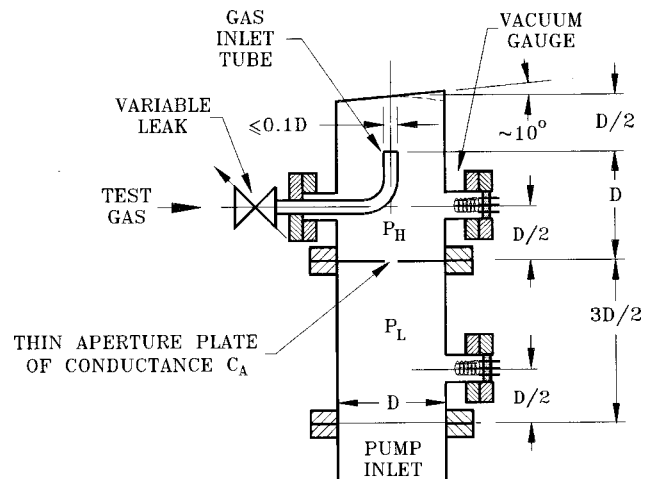 GAS
INLET
TUBE
VACUUM
GAUGE
VARIABLE
LEAK
≤0.1D
~10°
D/2
D
TEST
GAS
P_H
D/2
THIN APERTURE PLATE
OF CONDUCTANCE C_A
P_L
3D/2
D
D/2
PUMP
INLET